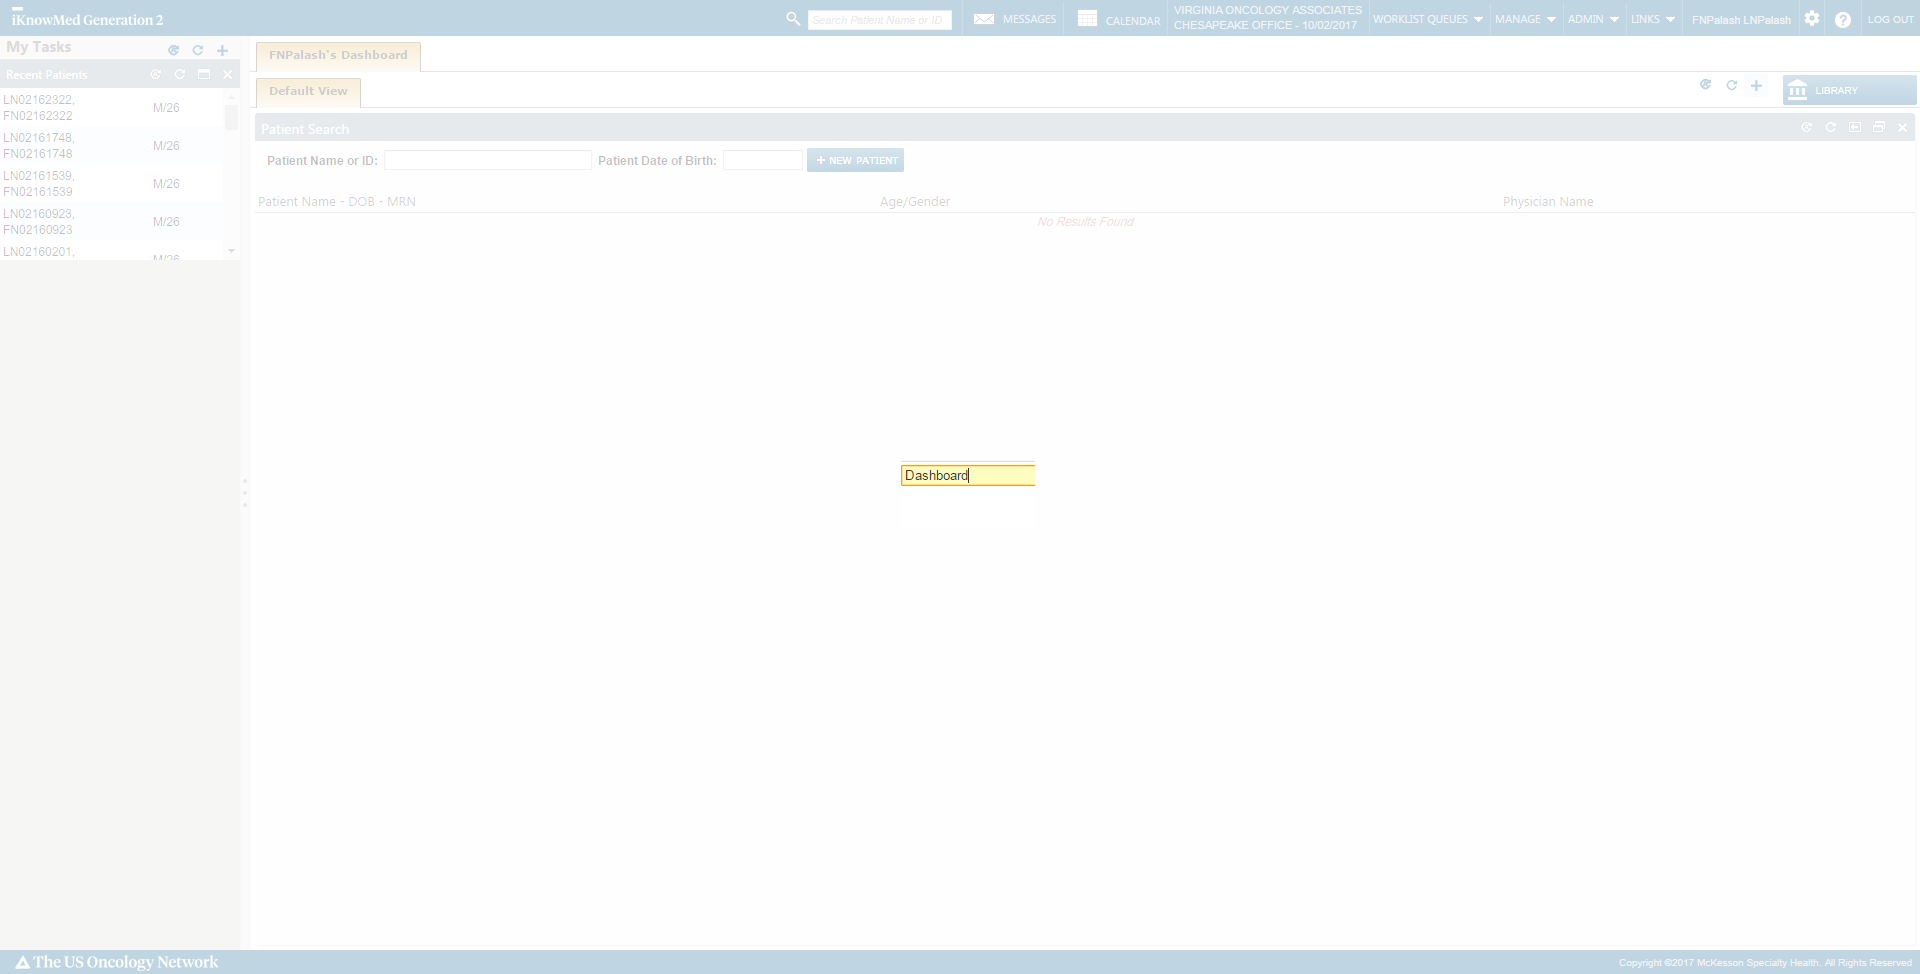 iKnowMed Generation 2
Search Patient Name or ID
MESSAGES
CALENDAR
VIRGINIA ONCOLOGY ASSOCIATES
CHESAPEAKE OFFICE - 10/02/2017
WORKLIST QUEUES
MANAGE
ADMIN
LINKS
FNPalash LNPalash
LOG OUT
My Tasks
Recent Patients
LN02162322,
FN02162322
M/26
LN02161748,
FN02161748
M/26
LN02161539,
FN02161539
M/26
LN02160923,
FN02160923
M/26
LN02160201,
M/26
FNPalash's Dashboard
Default View
LIBRARY
Patient Search
Patient Name or ID:
Patient Date of Birth:
+ NEW PATIENT
Patient Name - DOB - MRN
Age/Gender
Physician Name
No Results Found
Dashboard
The US Oncology Network
Copyright ©2017 McKesson Specialty Health. All Rights Reserved